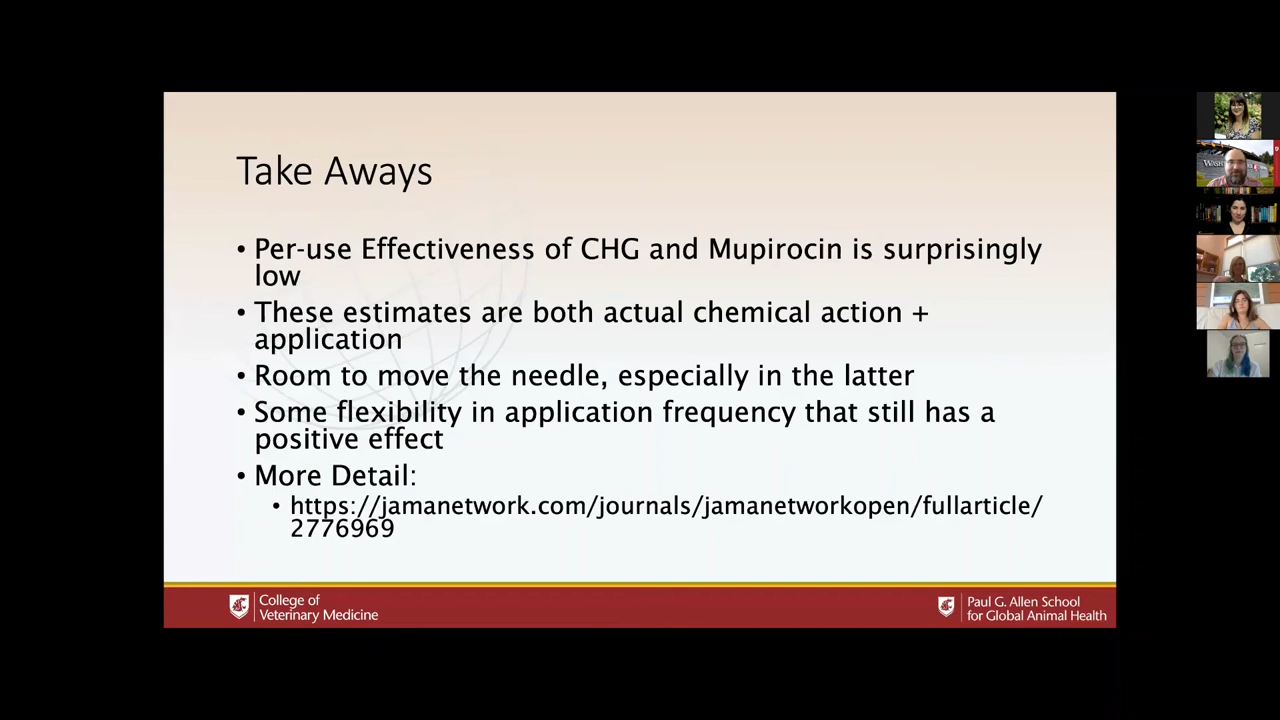 Take Aways
• Per-use Effectiveness of CHG and Mupirocin is surprisingly
low
• These estimates are both actual chemical action +
application
• Room to move the needle, especially in the latter
• Some flexibility in application frequency that still has a
positive effect
• More Detail:
• https://jamanetwork.com/journals/jamanetworkopen/fullarticle/
2776969
College of
Veterinary Medicine
Paul G. Allen School
for Global Animal Health